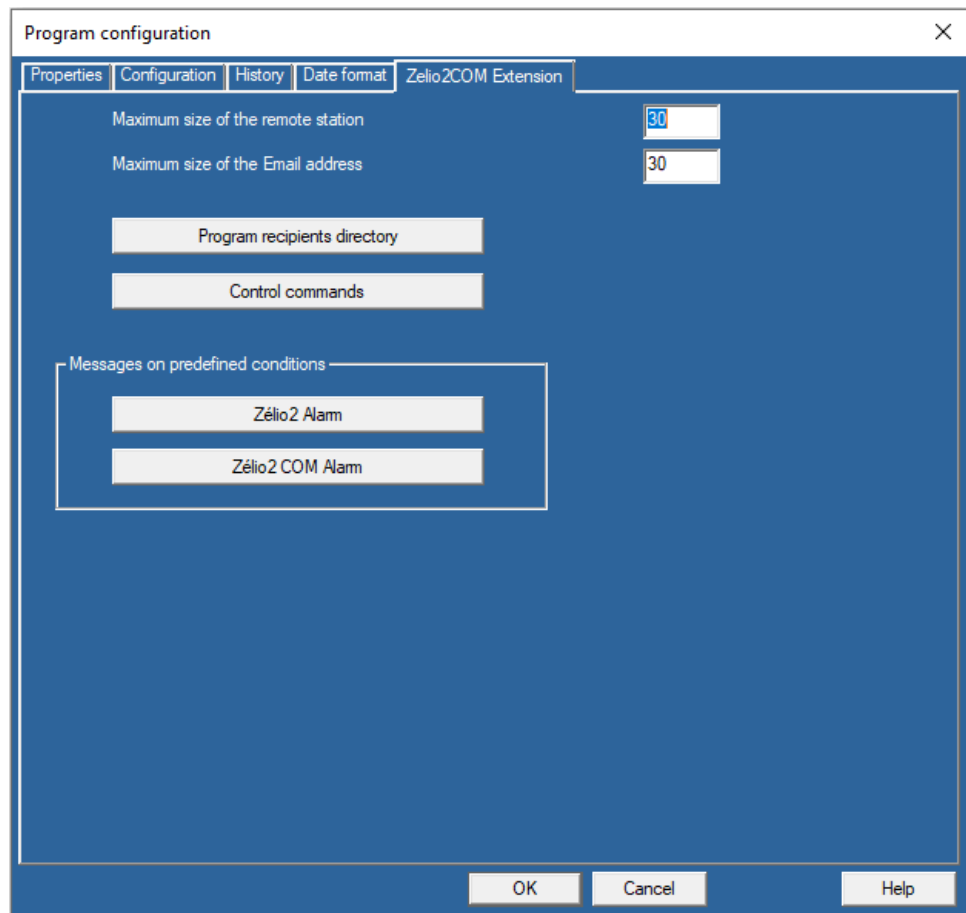 Program configuration
Properties Configuration History Date format Zelio2COM Extension
Maximum size of the remote station 30
Maximum size of the Email address 30
Program recipients directory
Control commands
Messages on predefined conditions
Zélio2 Alarm
Zélio2 COM Alarm
OK Cancel Help